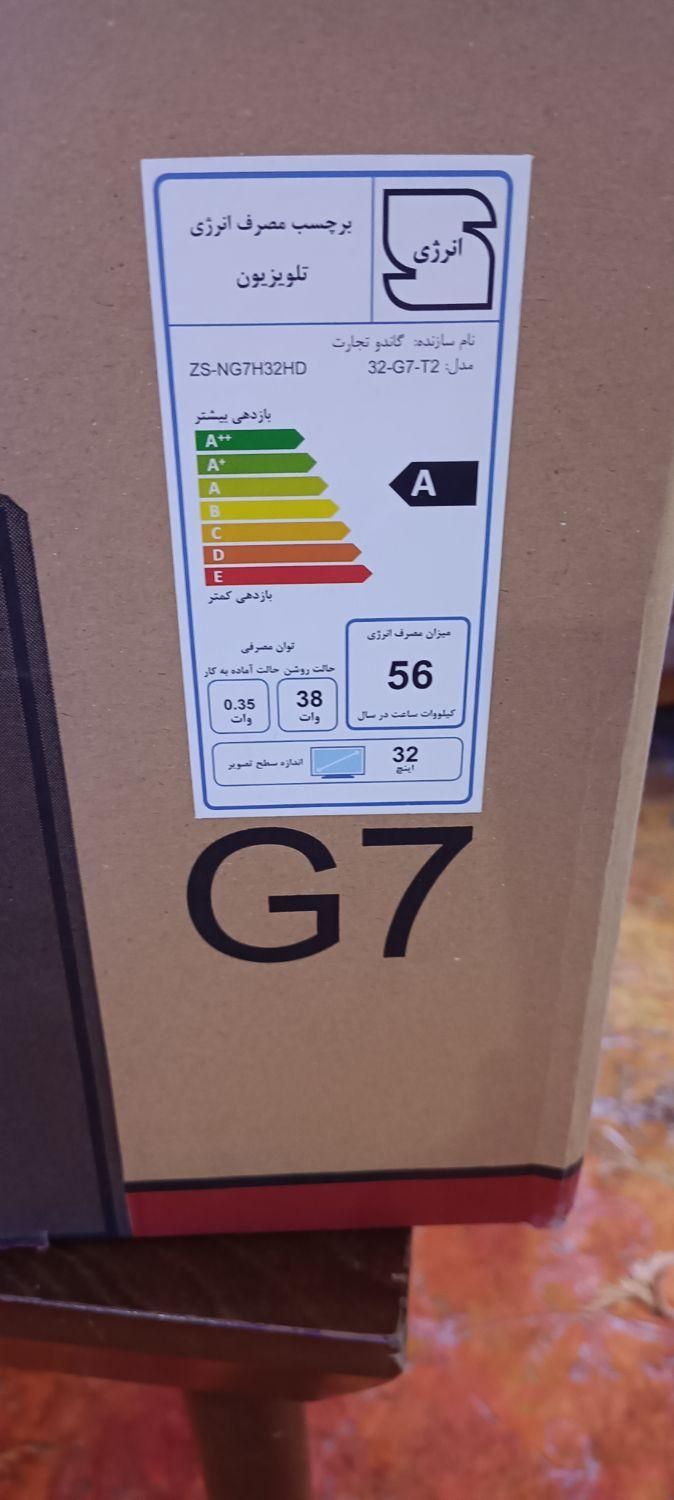 برچسب مصرف انرژی
تلویزیون
انرژی
نام سازنده: گاندو تجارت
مدل: 32-G7-T2 ZS-NG7H32HD
بازدهی بیشتر
A++
A+
A
B
C
D
E
A
بازدهی کمتر
میزان مصرف انرژی
56
کیلووات ساعت در سال
توان مصرفی
حالت روشن حالت آماده به کار
38
وات
0.35
وات
32
اینچ
اندازه سطح تصویر
G7